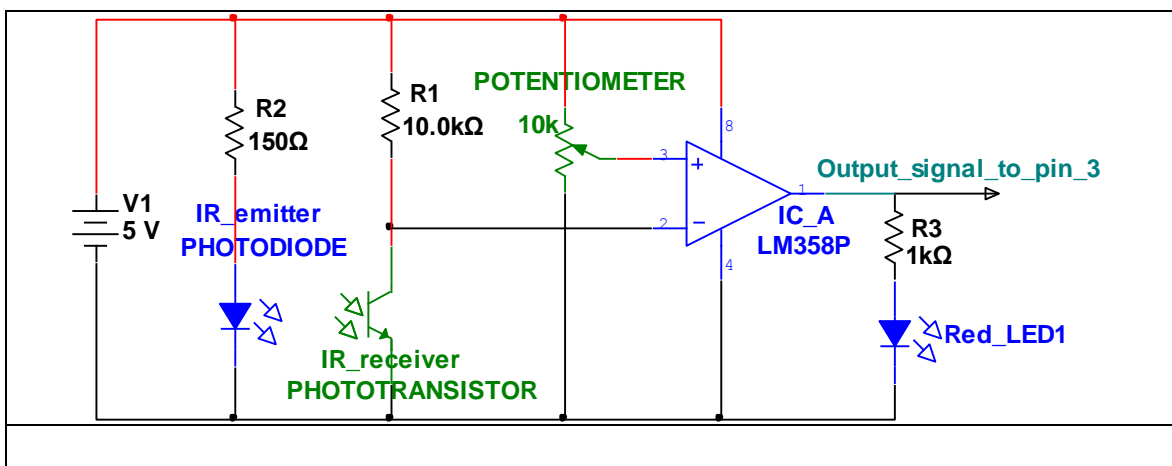 POTENTIOMETER
R2
150Ω
R1
10.0kΩ
10k
8
3
+
Output_signal_to_pin_3
1
V1
5 V
IR_emitter
PHOTODIODE
2
−
IC_A
LM358P
R3
1kΩ
4
Red_LED1
IR_receiver
PHOTOTRANSISTOR